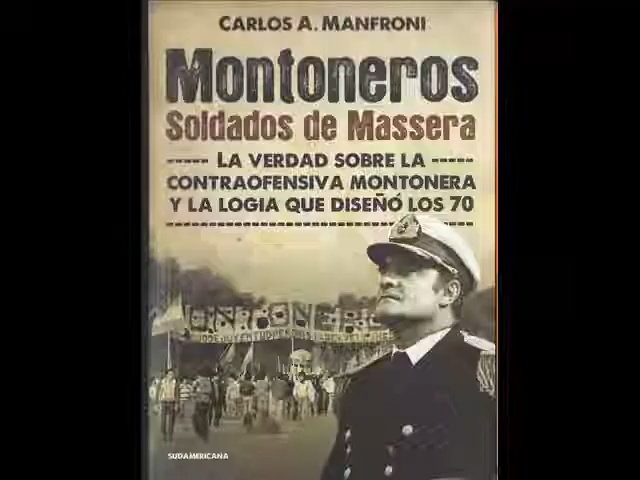 CARLOS A. MANFRONI
Montoneros
Soldados de Massera
LA VERDAD SOBRE LA
CONTRAOFENSIVA MONTONERA
Y LA LOGIA QUE DISEÑÓ LOS 70
MONTONEROS
SUDAMERICANA